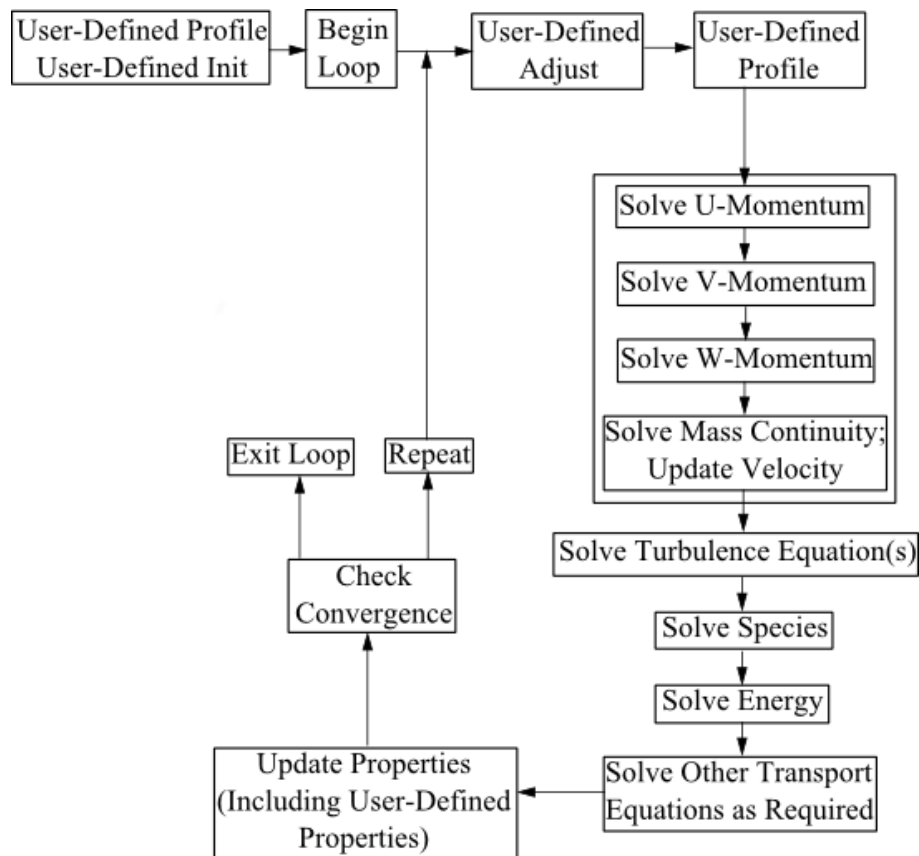 User-Defined Profile
User-Defined Init
Begin
Loop
User-Defined
Adjust
User-Defined
Profile
Solve U-Momentum
Solve V-Momentum
Solve W-Momentum
Solve Mass Continuity;
Update Velocity
Exit Loop
Repeat
Solve Turbulence Equation(s)
Check
Convergence
Solve Species
Solve Energy
Update Properties
(Including User-Defined
Properties)
Solve Other Transport
Equations as Required